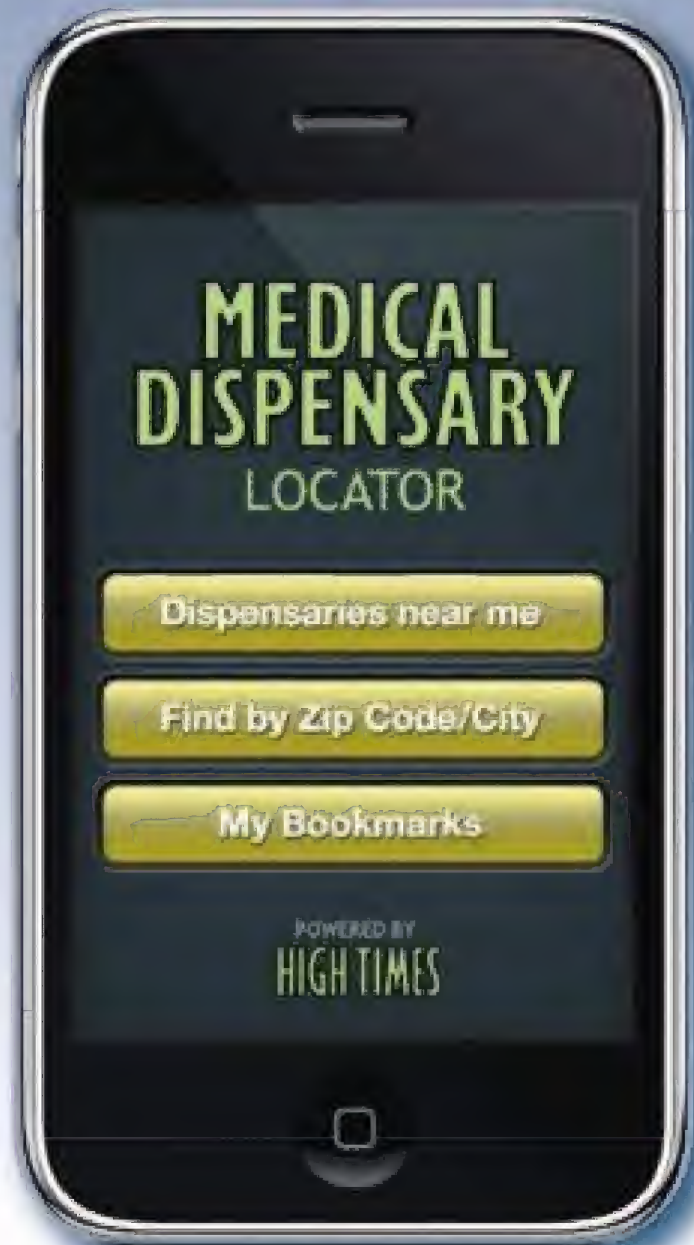 MEDICAL
DISPENSARY
LOCATOR
Dispensaries near me
Find by Zip Code/City
My Bookmarks
POWERED BY
HIGH TIMES